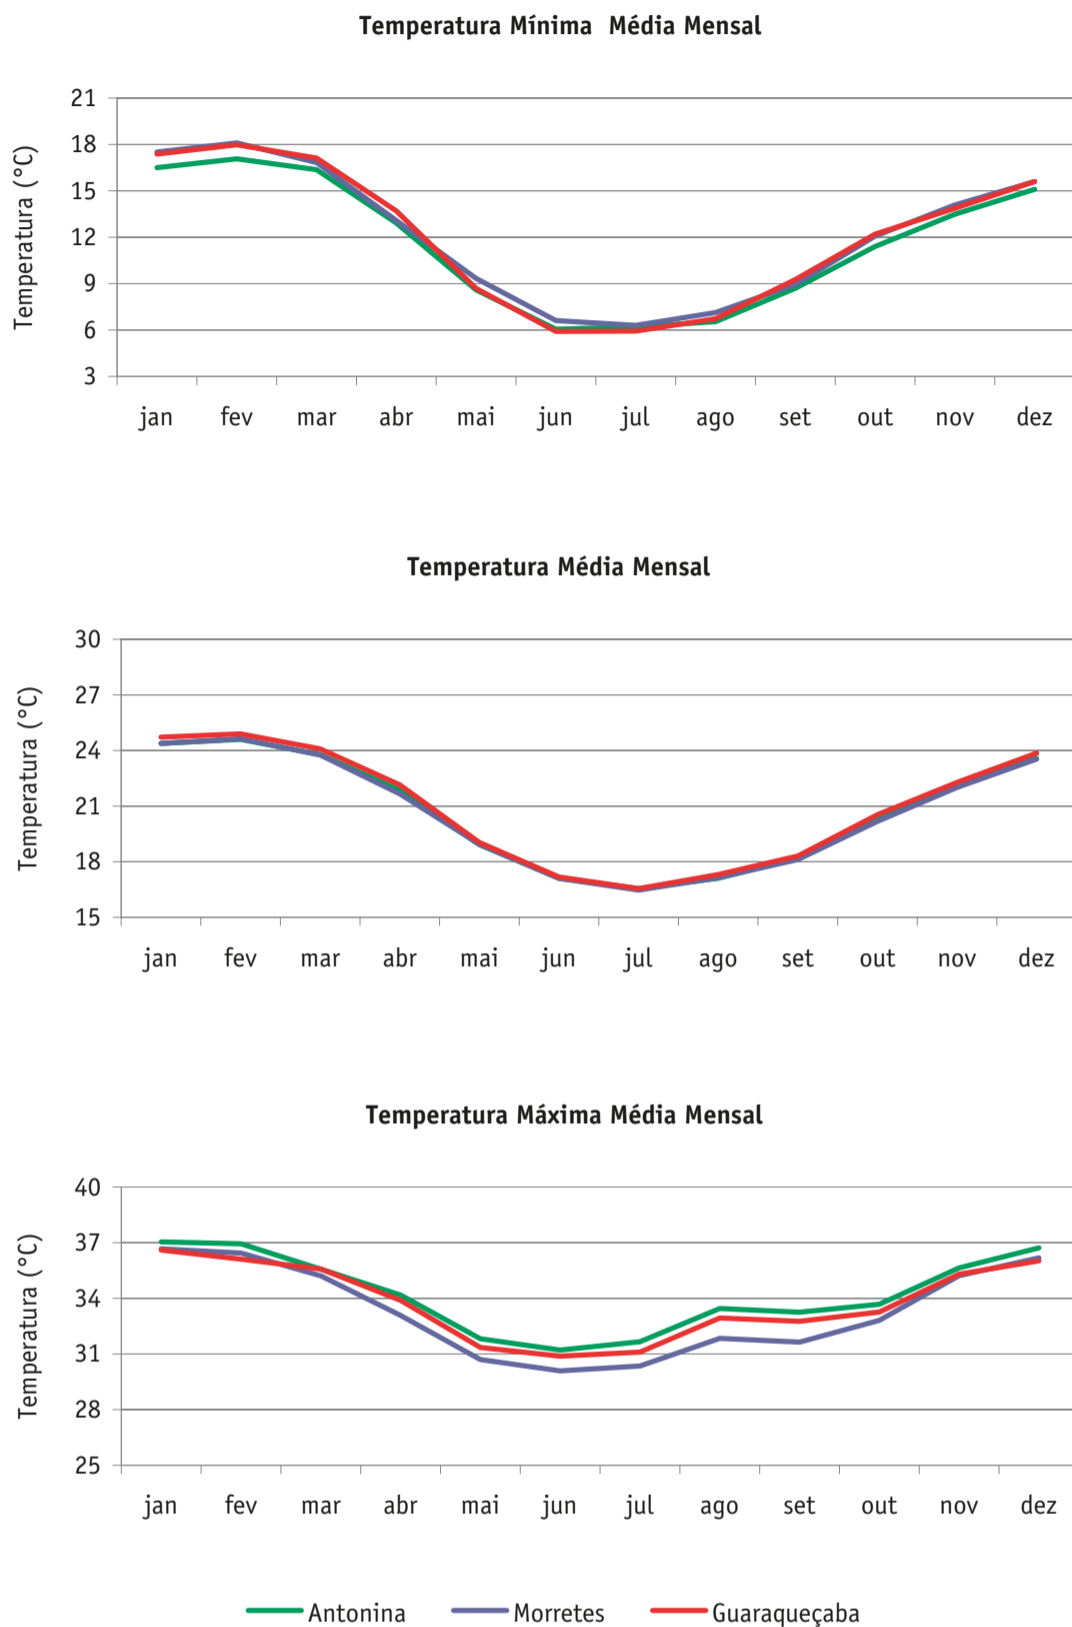 Temperatura Mínima Média Mensal
Temperatura (°C)
21
18
15
12
9
6
3
jan fev mar abr mai jun jul ago set out nov dez
Temperatura Média Mensal
Temperatura (°C)
30
27
24
21
18
15
jan fev mar abr mai jun jul ago set out nov dez
Temperatura Máxima Média Mensal
Temperatura (°C)
40
37
34
31
28
25
jan fev mar abr mai jun jul ago set out nov dez
Antonina Morretes Guaraqueçaba